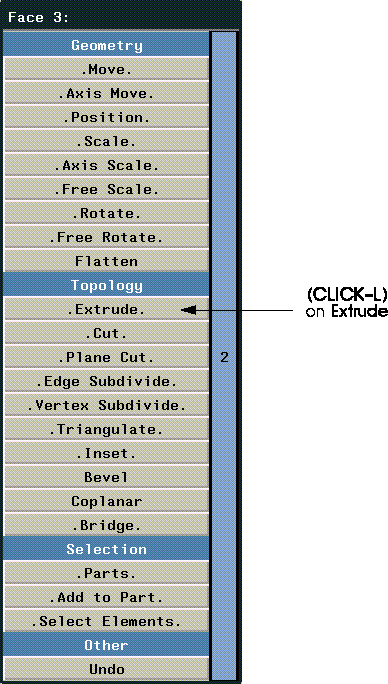 Face 3:
Geometry
.Move.
.Axis Move.
.Position.
.Scale.
.Axis Scale.
.Free Scale.
.Rotate.
.Free Rotate.
Flatten
Topology
.Extrude.
(CLICK-L)
on Extrude
.Cut.
.Plane Cut.
2
.Edge Subdivide.
.Vertex Subdivide.
.Triangulate.
.Inset.
Bevel
Coplanar
.Bridge.
Selection
.Parts.
.Add to Part.
.Select Elements.
Other
Undo